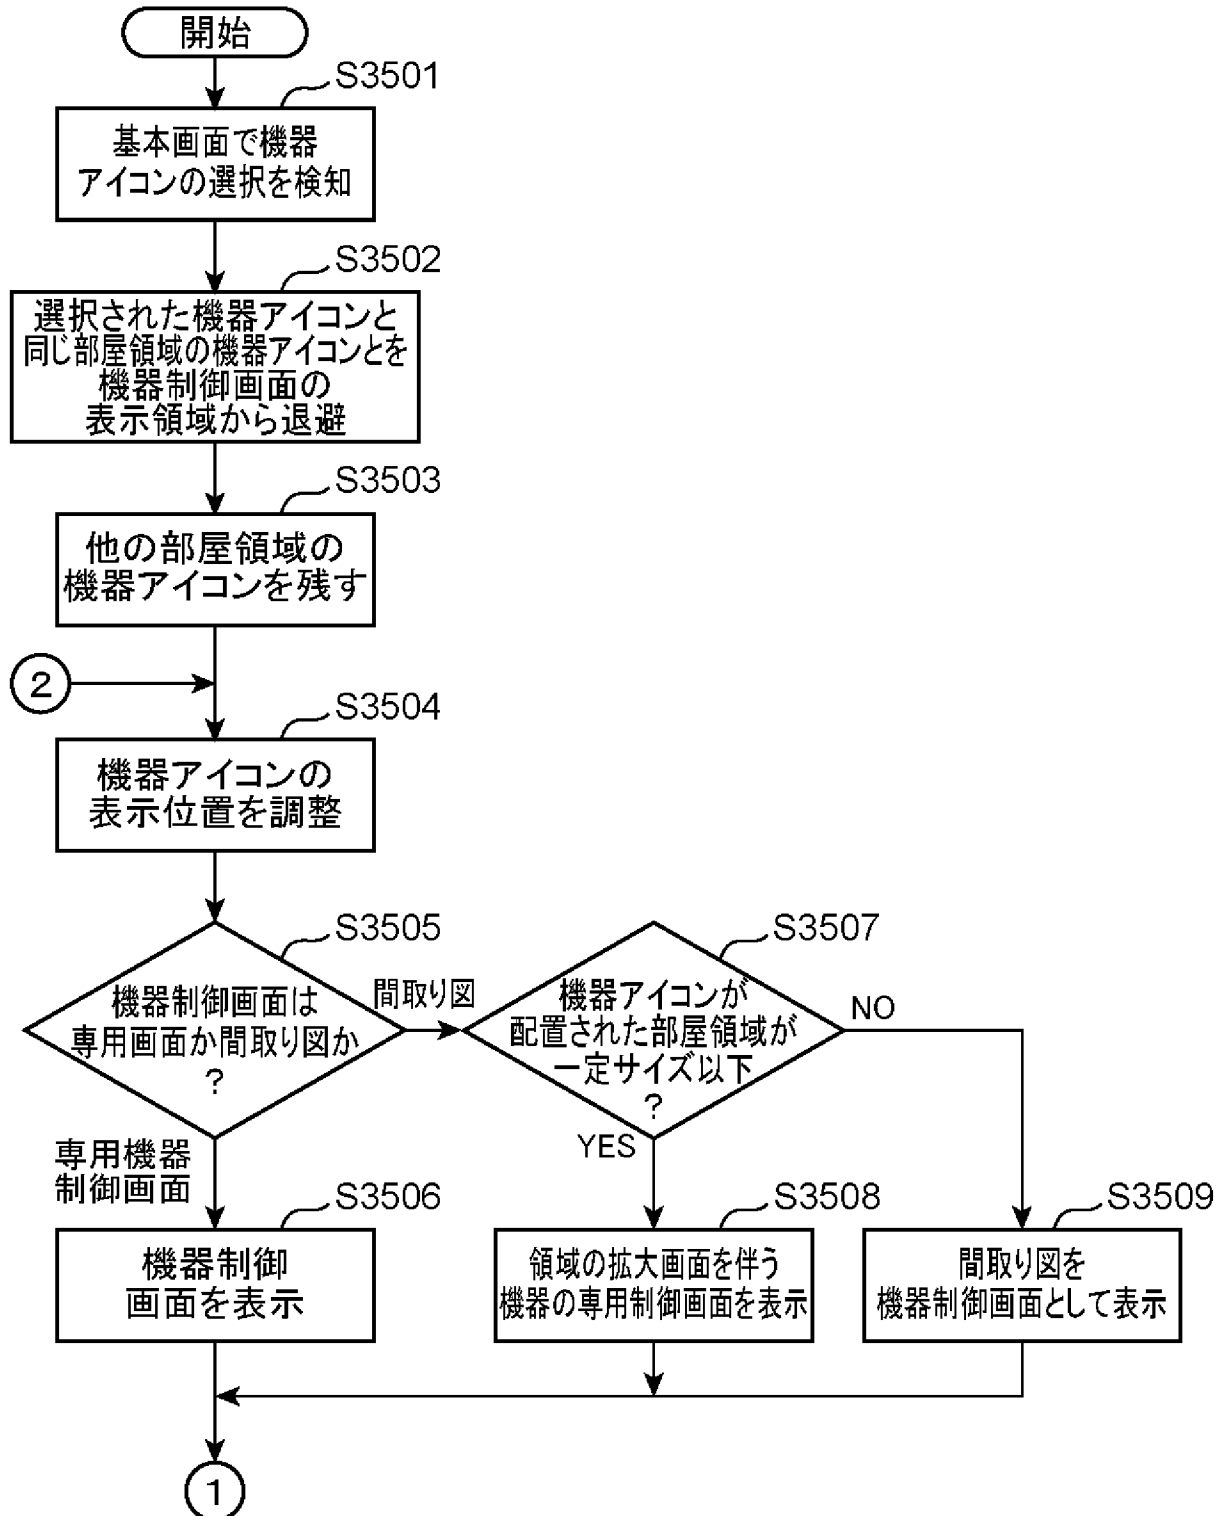 開始
S3501
基本画面で機器
アイコンの選択を検知
S3502
選択された機器アイコンと
同じ部屋領域の機器アイコンとを
機器制御画面の
表示領域から退避
S3503
他の部屋領域の
機器アイコンを残す
2
S3504
機器アイコンの
表示位置を調整
S3505
機器制御画面は
専用画面か間取り図か
?
間取り図
S3507
機器アイコンが
配置された部屋領域が
一定サイズ以下
?
NO
YES
専用機器
制御画面
S3506
機器制御
画面を表示
S3508
領域の拡大画面を伴う
機器の専用制御画面を表示
S3509
間取り図を
機器制御画面として表示
1